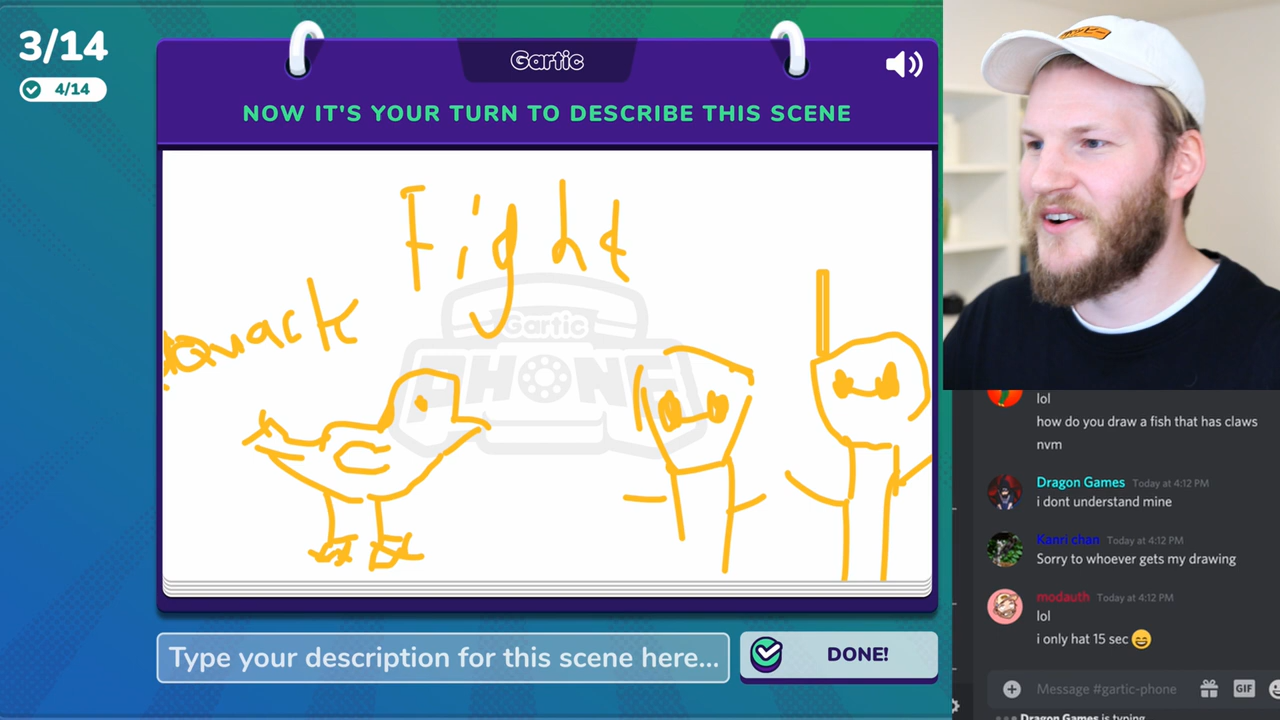 3/14
4/14
Gartic
NOW IT'S YOUR TURN TO DESCRIBE THIS SCENE
Fight
Quack
Gartic
PHONE
Type your description for this scene here...
DONE!
lol
how do you draw a fish that has claws
nvm
Dragon Games Today at 4:12 PM
i dont understand mine
Kanri chan Today at 4:12 PM
Sorry to whoever gets my drawing
modauth Today at 4:12 PM
lol
i only hat 15 sec 😄
Message #gartic-phone
GIF
Dragon Games is typing